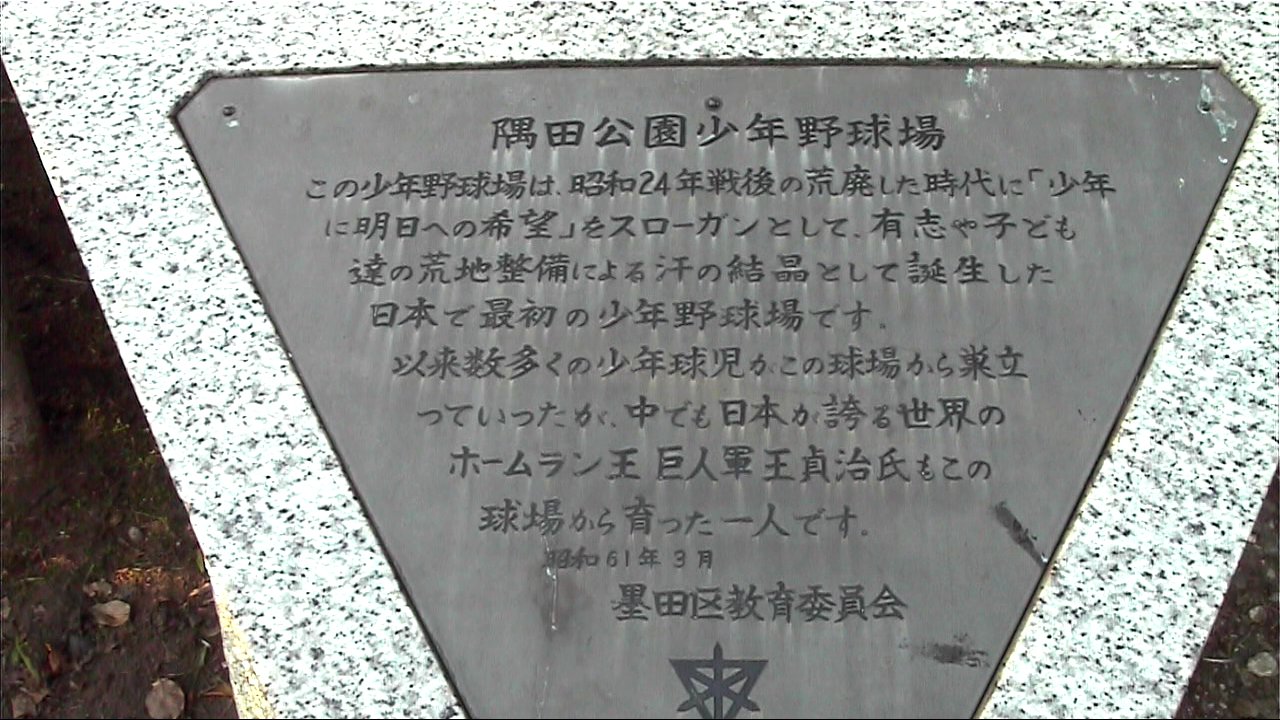 隅田公園少年野球場
この少年野球場は、昭和24年戦後の荒廃した時代に「少年
に明日への希望」をスローガンとして、有志や子ども
達の荒地整備による汗の結晶として誕生した
日本で最初の少年野球場です。
以来数多くの少年球児がこの球場から巣立
っていったが、中でも日本が誇る世界の
ホームラン王 巨人軍王貞治氏もこの
球場から育った一人です。
昭和61年3月
墨田区教育委員会